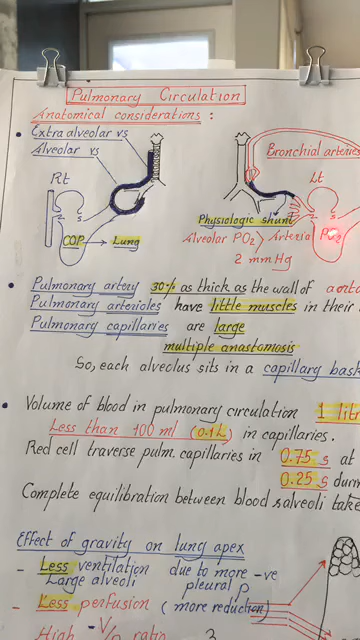 Pulmonary Circulation
Anatomical considerations :
Extra alveolar vs
Alveolar vs
Bronchial arteries
Rt
Lt
Physiologic shunt
COP → Lung
Alveolar PO2 > Arterial PO2
2 mmHg
• Pulmonary artery 30% as thick as the wall of aorta
Pulmonary arterioles have little muscles in their
Pulmonary capillaries are large
multiple anastomosis
So, each alveolus sits in a capillary bask
• Volume of blood in pulmonary circulation 1 litr
Less than 100 ml (0.1L) in capillaries.
Red cell traverse pulm. capillaries in 0.75 s at
0.25 s durin
Complete equilibration between blood &alveoli take
Effect of gravity on lung apex
- Less ventilation due to more -ve
Large alveoli pleural p
- Less perfusion (more reduction)
High V/Q ratio